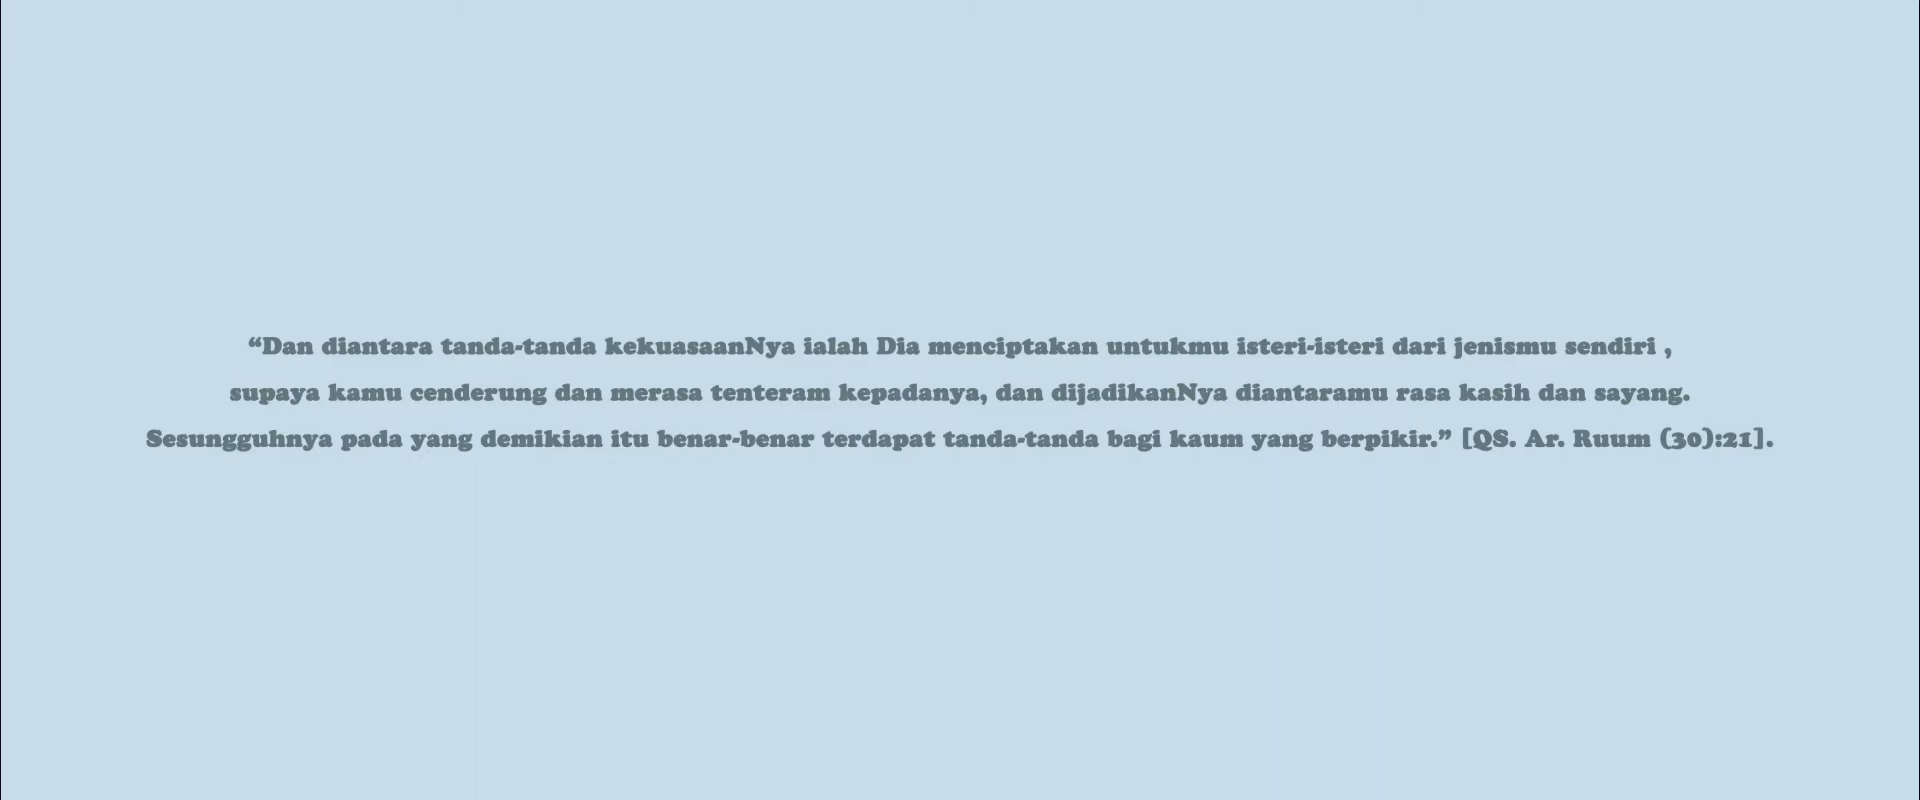 “Dan diantara tanda-tanda kekuasaanNya ialah Dia menciptakan untukmu isteri-isteri dari jenismu sendiri ,
supaya kamu cenderung dan merasa tenteram kepadanya, dan dijadikanNya diantaramu rasa kasih dan sayang.
Sesungguhnya pada yang demikian itu benar-benar terdapat tanda-tanda bagi kaum yang berpikir.” [QS. Ar. Ruum (30):21].